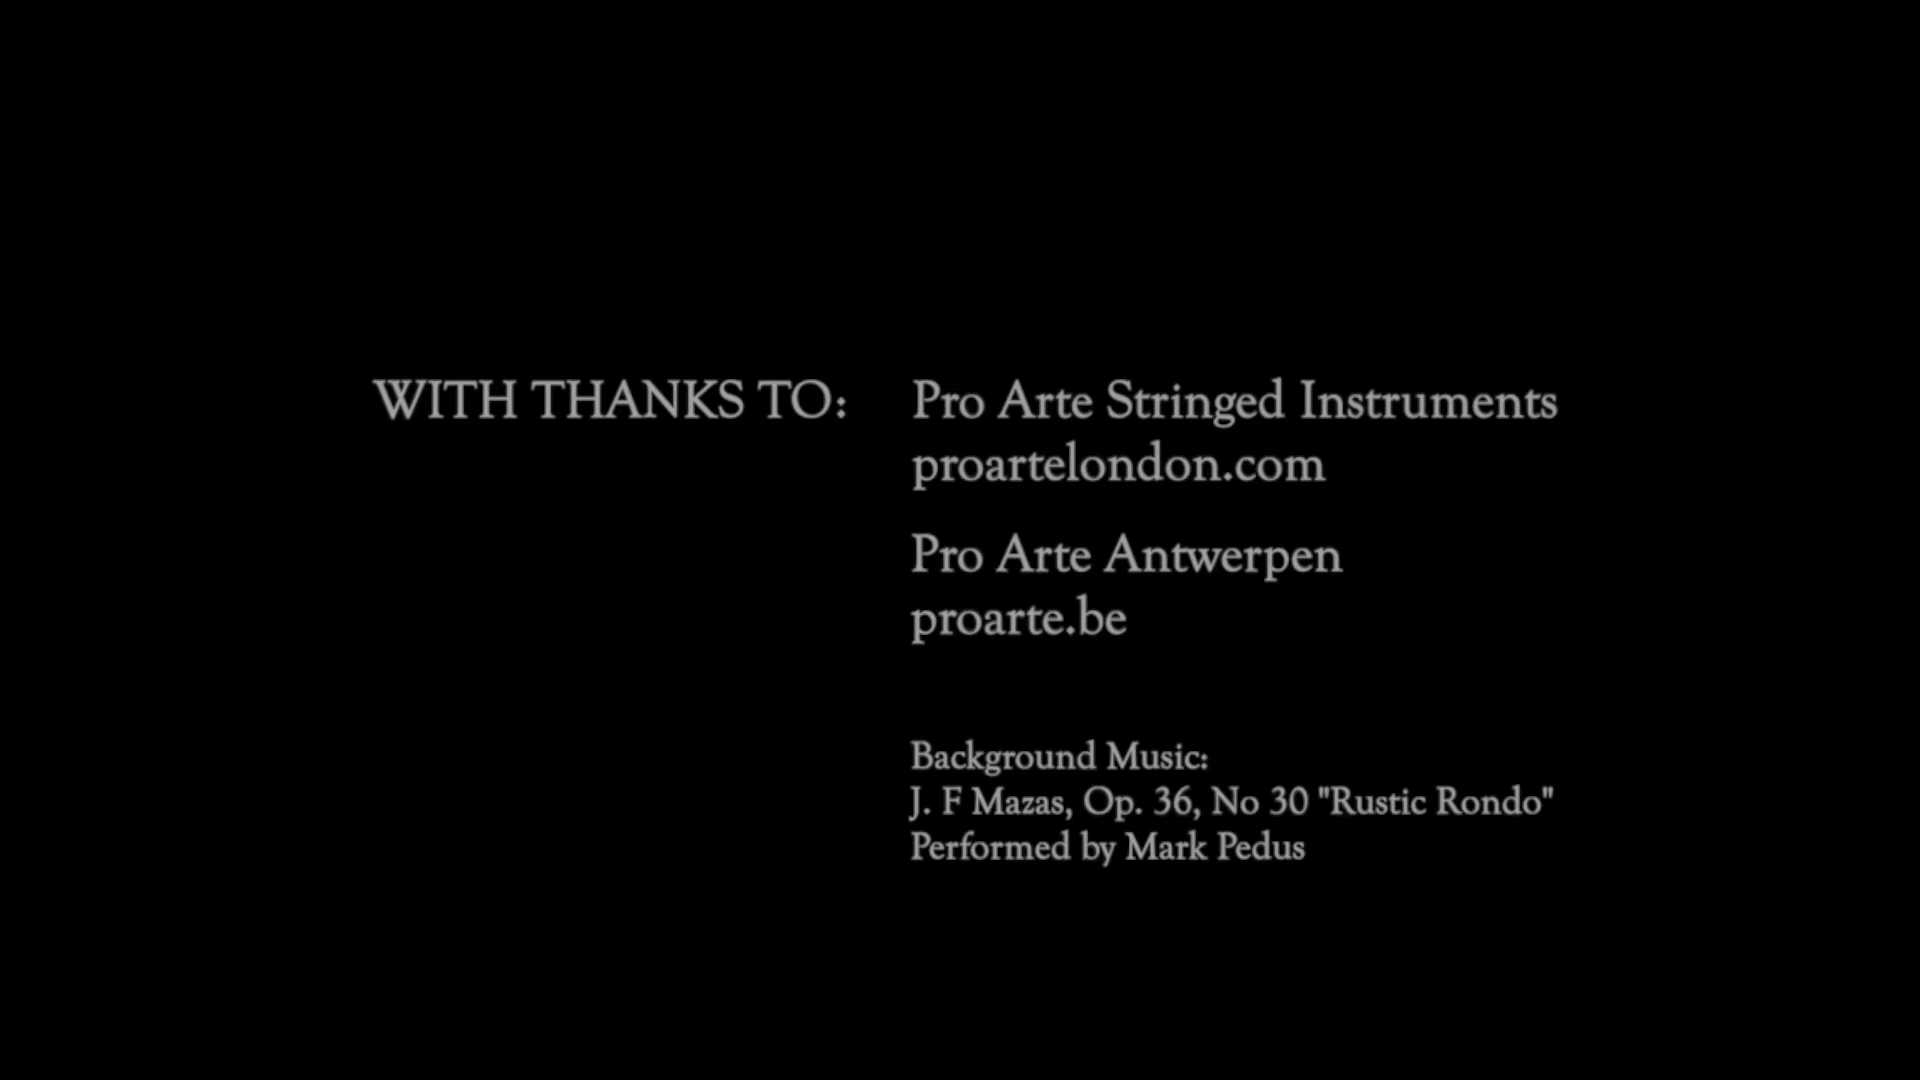 WITH THANKS TO: Pro Arte Stringed Instruments
proartelondon.com
Pro Arte Antwerpen
proarte.be
Background Music:
J. F Mazas, Op. 36, No 30 "Rustic Rondo"
Performed by Mark Pedus